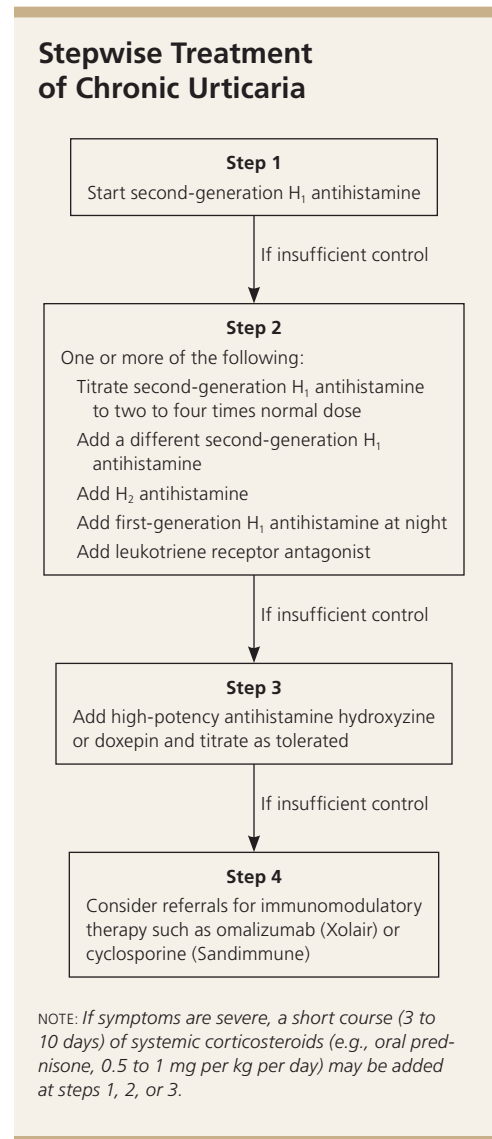 Stepwise Treatment
of Chronic Urticaria
Step 1
Start second-generation H₁ antihistamine
If insufficient control
Step 2
One or more of the following:
Titrate second-generation H₁ antihistamine
to two to four times normal dose
Add a different second-generation H₁
antihistamine
Add H₂ antihistamine
Add first-generation H₁ antihistamine at night
Add leukotriene receptor antagonist
If insufficient control
Step 3
Add high-potency antihistamine hydroxyzine
or doxepin and titrate as tolerated
If insufficient control
Step 4
Consider referrals for immunomodulatory
therapy such as omalizumab (Xolair) or
cyclosporine (Sandimmune)
NOTE: If symptoms are severe, a short course (3 to
10 days) of systemic corticosteroids (e.g., oral pred-
nisone, 0.5 to 1 mg per kg per day) may be added
at steps 1, 2, or 3.